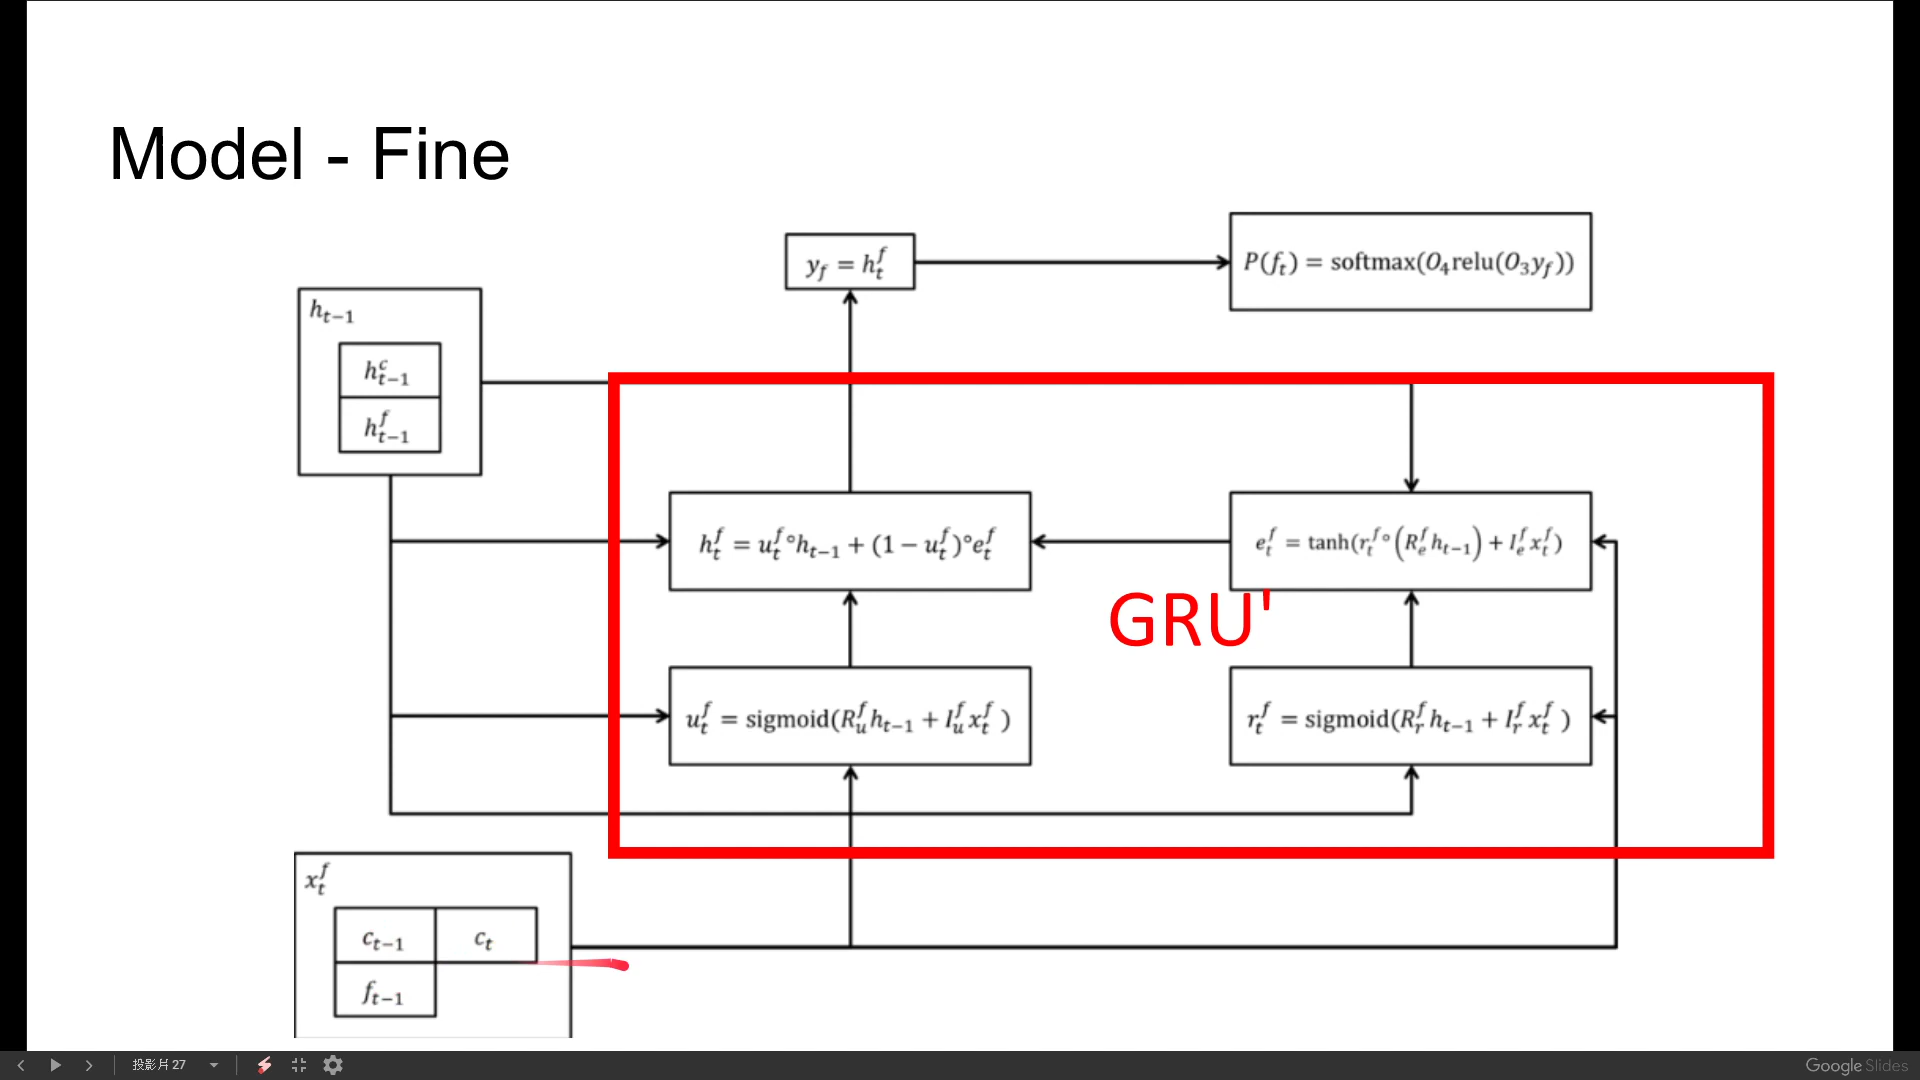 Model - Fine
y_f = h_t^f
P(f_t) = softmax(O_4relu(O_3y_f))
h_{t-1}
h_{t-1}^c
h_{t-1}^f
h_t^f = u_t^f∘h_{t-1} + (1 − u_t^f)∘e_t^f
e_t^f = tanh(r_t^f∘(R_e^f h_{t-1}) + I_e^f x_t^f)
GRU'
u_t^f = sigmoid(R_u^f h_{t-1} + I_u^f x_t^f )
r_t^f = sigmoid(R_r^f h_{t-1} + I_r^f x_t^f )
x_t^f
c_{t-1} c_t
f_{t-1}
投影片 27
Google Slides